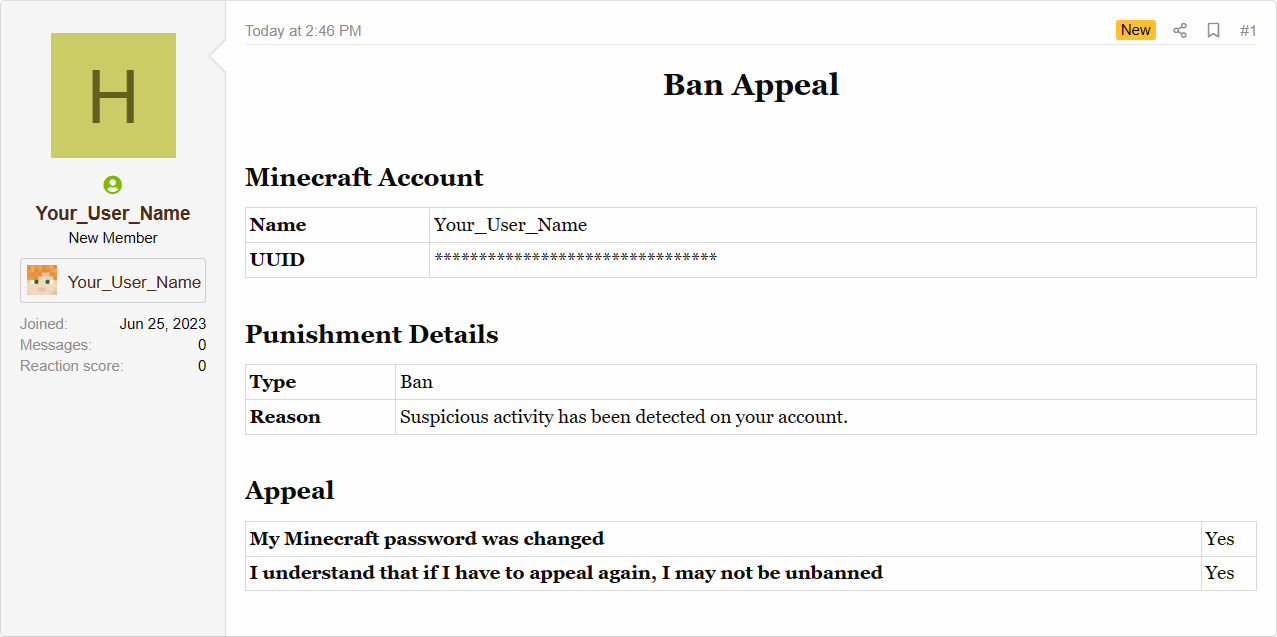 H
Your_User_Name
New Member
Your_User_Name
Joined: Jun 25, 2023
Messages: 0
Reaction score: 0
Today at 2:46 PM New #1
Ban Appeal
Minecraft Account
Name Your_User_Name
UUID ********************************
Punishment Details
Type Ban
Reason Suspicious activity has been detected on your account.
Appeal
My Minecraft password was changed Yes
I understand that if I have to appeal again, I may not be unbanned Yes